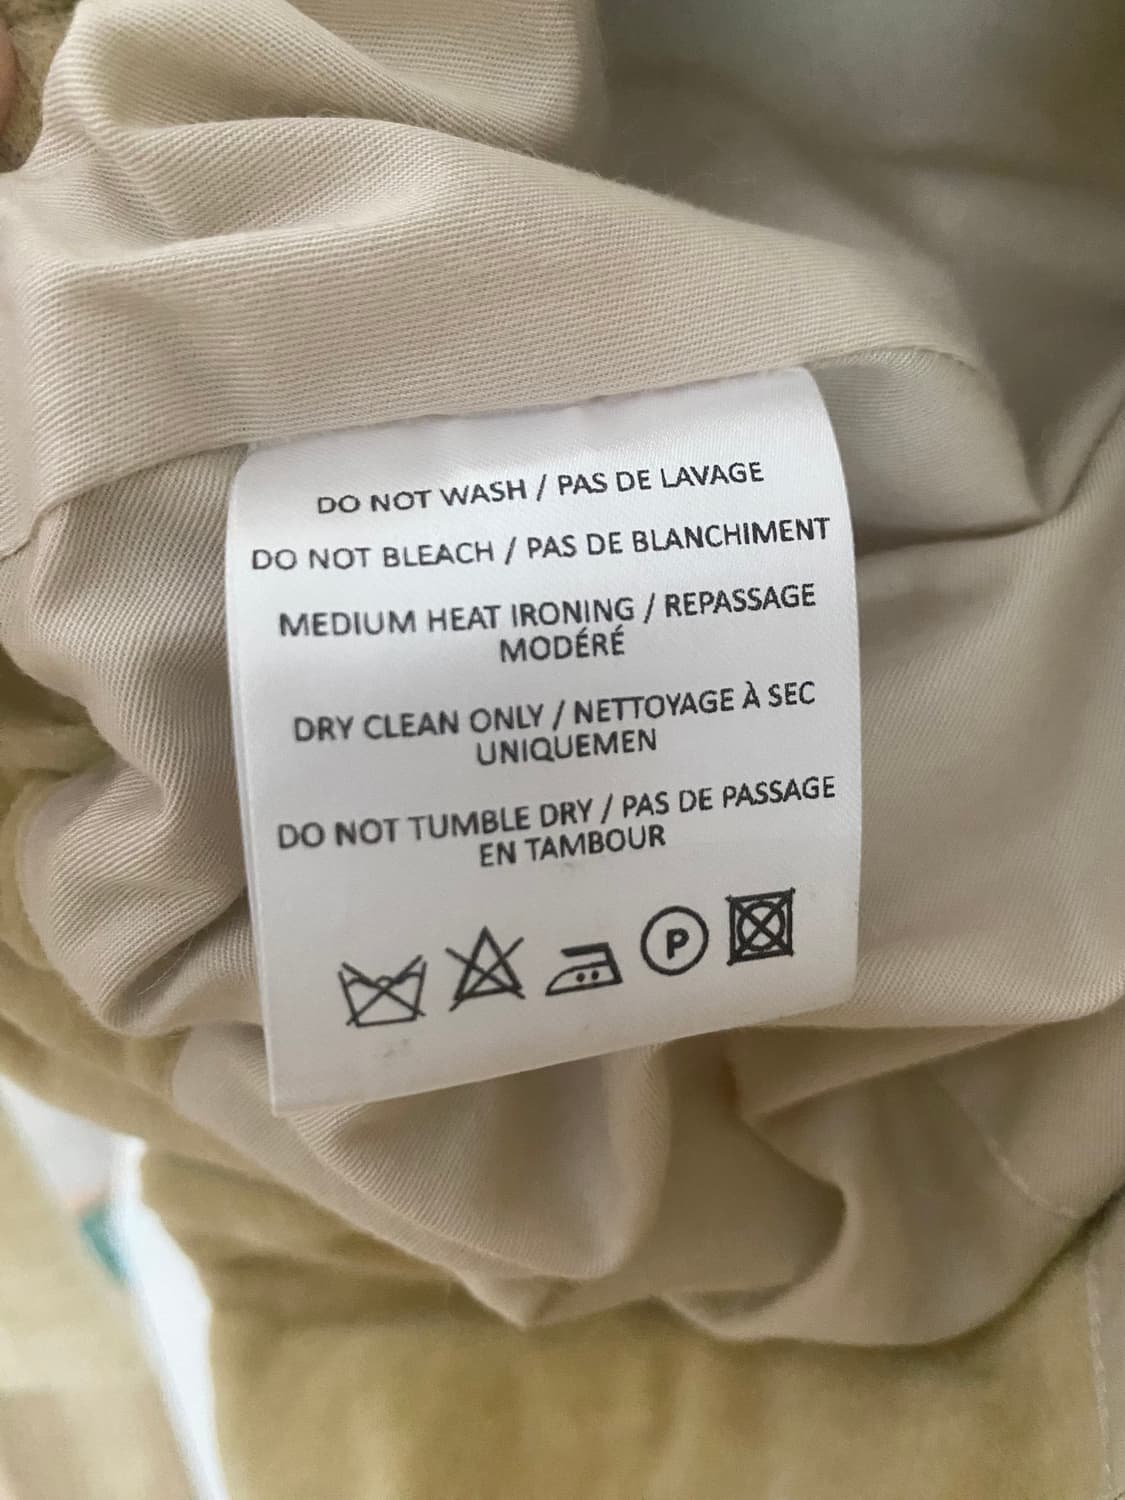 DO NOT WASH / PAS DE LAVAGE
DO NOT BLEACH / PAS DE BLANCHIMENT
MEDIUM HEAT IRONING / REPASSAGE
MODÉRÉ
DRY CLEAN ONLY / NETTOYAGE À SEC
UNIQUEMEN
DO NOT TUMBLE DRY / PAS DE PASSAGE
EN TAMBOUR
P